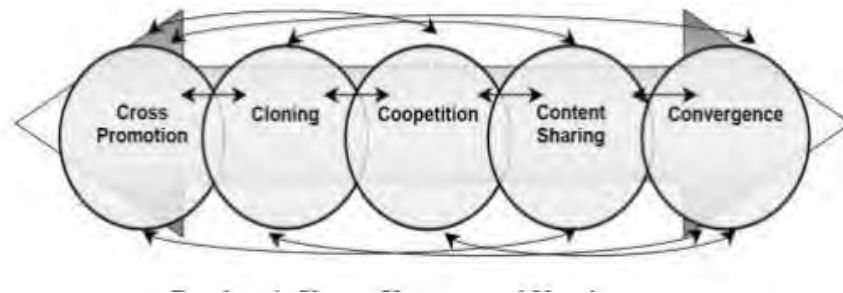 Cross
Promotion
Cloning
Coopetition
Content
Sharing
Convergence